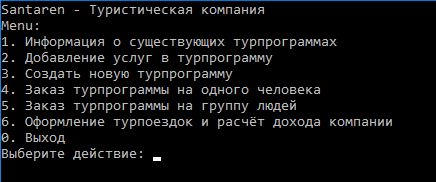 Santaren - Туристическая компания
Menu:
1. Информация о существующих турпрограммах
2. Добавление услуг в турпрограмму
3. Создать новую турпрограмму
4. Заказ турпрограммы на одного человека
5. Заказ турпрограммы на группу людей
6. Оформление турпоездок и расчёт дохода компании
0. Выход
Выберите действие: